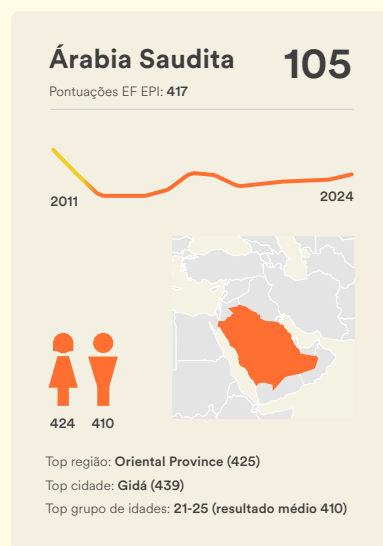 Árabia Saudita 105
Pontuações EF EPI: 417
2011 2024
424 410
Top região: Oriental Province (425)
Top cidade: Gidá (439)
Top grupo de idades: 21-25 (resultado médio 410)